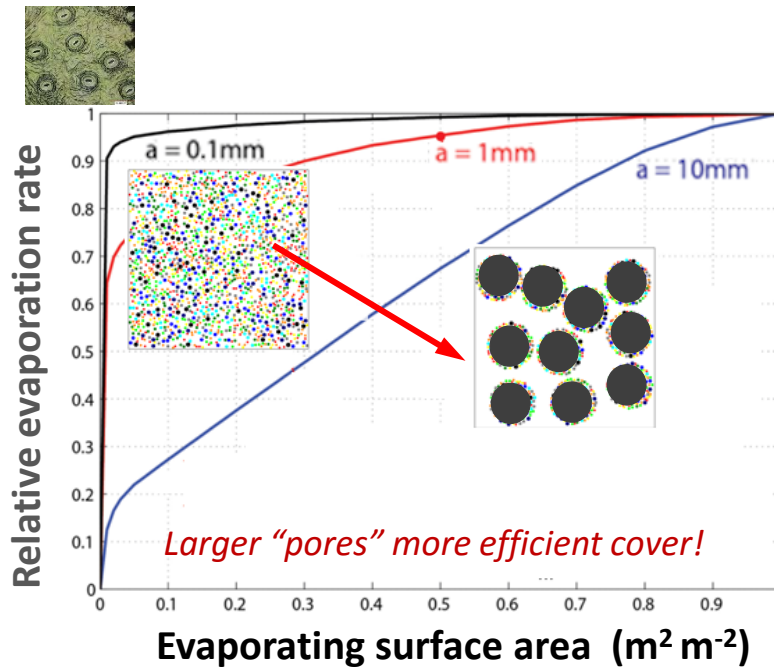 1
0.9
0.8
0.7
0.6
0.5
0.4
0.3
0.2
0.1
0
Relative evaporation rate
a = 0.1mm
a = 1mm
a = 10mm
Larger “pores” more efficient cover!
...
0 0.1 0.2 0.3 0.4 0.5 0.6 0.7 0.8 0.9
Evaporating surface area (m² m⁻²)